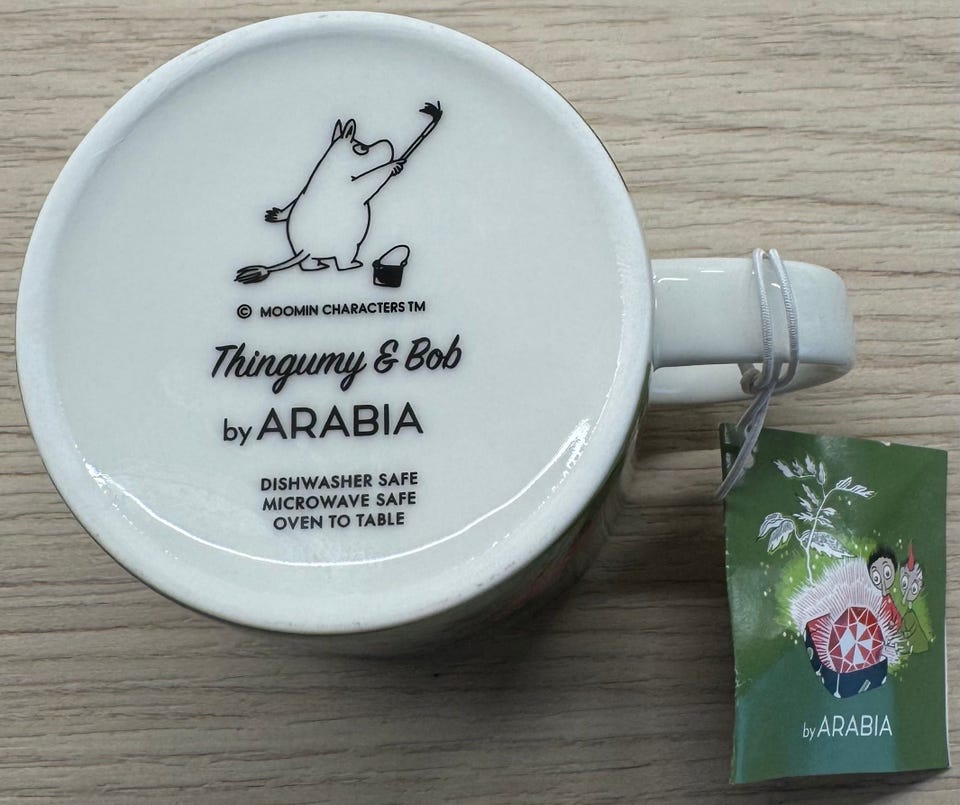 © MOOMIN CHARACTERS TM
Thingumy & Bob
by ARABIA
DISHWASHER SAFE
MICROWAVE SAFE
OVEN TO TABLE
by ARABIA